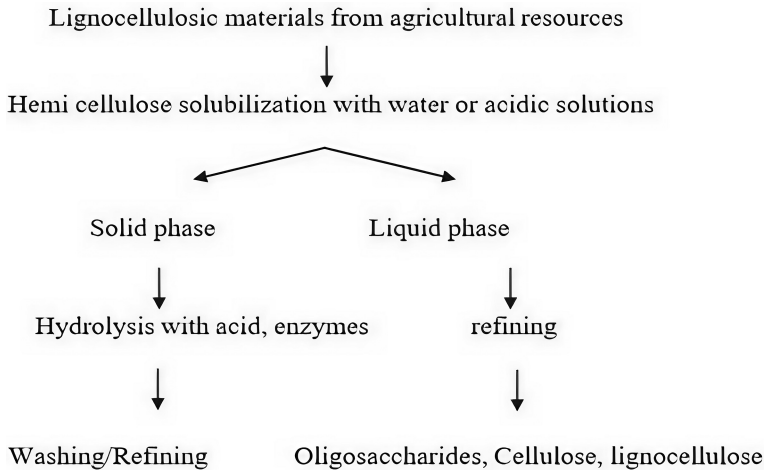 Lignocellulosic materials from agricultural resources
Hemi cellulose solubilization with water or acidic solutions
Solid phase
Liquid phase
Hydrolysis with acid, enzymes
refining
Washing/Refining
Oligosaccharides, Cellulose, lignocellulose